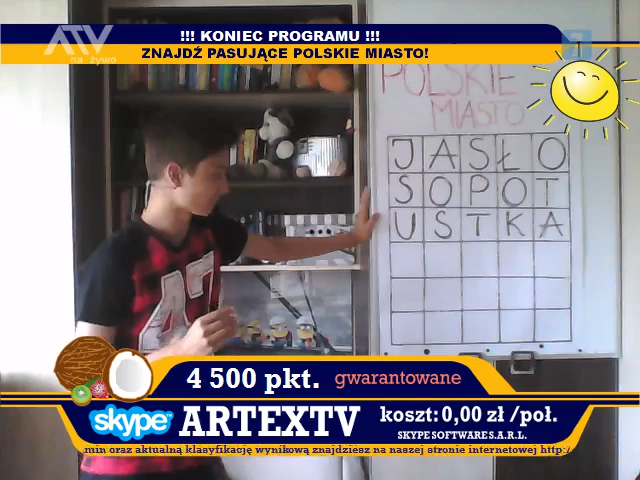 !!! KONIEC PROGRAMU !!!
ZNAJDŹ PASUJĄCE POLSKIE MIASTO!
ATV
na żywo
POLSKIE
MIASTO
JASŁO
SOPOT
USTKA
47
4 500 pkt. gwarantowane
skype ARTEXTV koszt: 0,00 zł /poł.
SKYPE SOFTWARE S.A.R.L.
min oraz aktualną klasyfikację wynikową znajdziesz na naszej stronie internetowej http:/